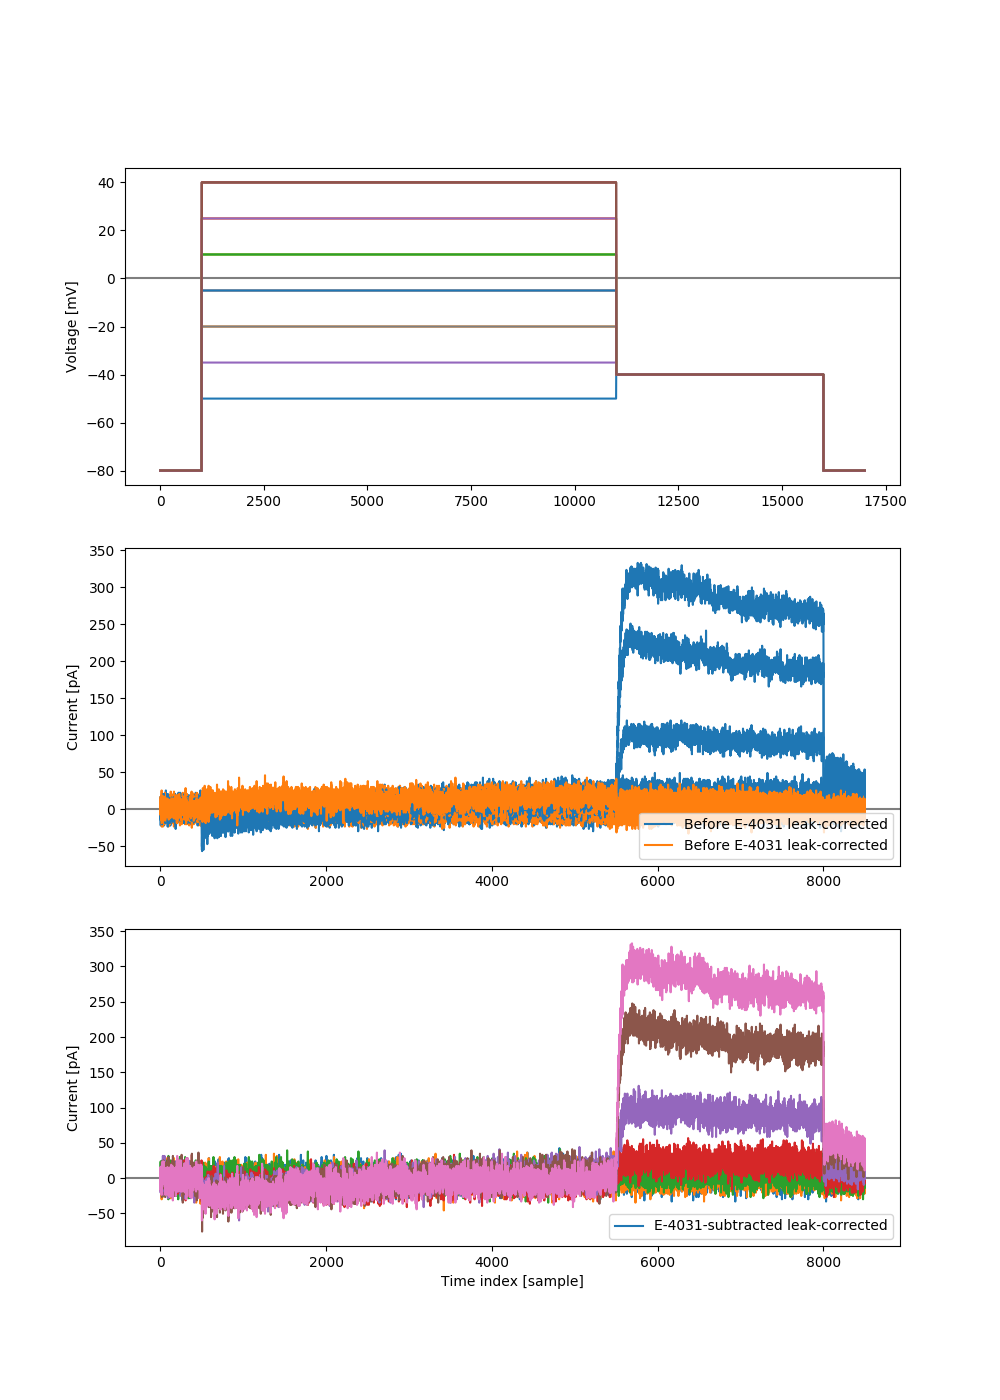 40
20
0
−20
−40
−60
−80
Voltage [mV]
0 2500 5000 7500 10000 12500 15000 17500
350
300
250
200
150
100
50
0
−50
Current [pA]
Before E-4031 leak-corrected
Before E-4031 leak-corrected
0 2000 4000 6000 8000
350
300
250
200
150
100
50
0
−50
Current [pA]
E-4031-subtracted leak-corrected
0 2000 4000 6000 8000
Time index [sample]